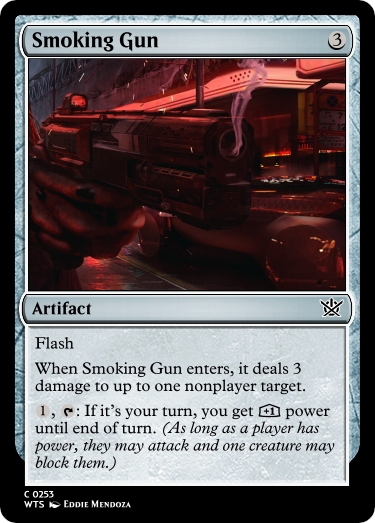 Smoking Gun 3
Artifact
Flash
When Smoking Gun enters, it deals 3
damage to up to one nonplayer target.
1, : If it's your turn, you get +1 power
until end of turn. (As long as a player has
power, they may attack and one creature may
block them.)
C 0253
WTS Eddie Mendoza